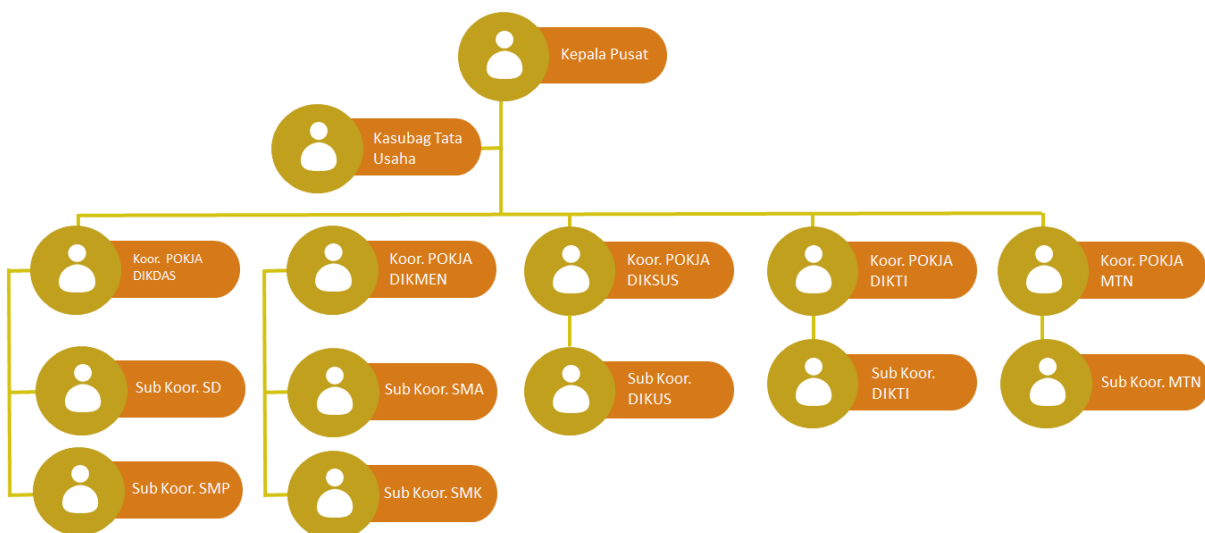 Kepala Pusat
Kasubag Tata
Usaha
Koor. POKJA
DIKDAS
Koor. POKJA
DIKMEN
Koor. POKJA
DIKSUS
Koor. POKJA
DIKTI
Koor. POKJA
MTN
Sub Koor. SD
Sub Koor. SMA
Sub Koor.
DIKUS
Sub Koor.
DIKTI
Sub Koor. MTN
Sub Koor. SMP
Sub Koor. SMK